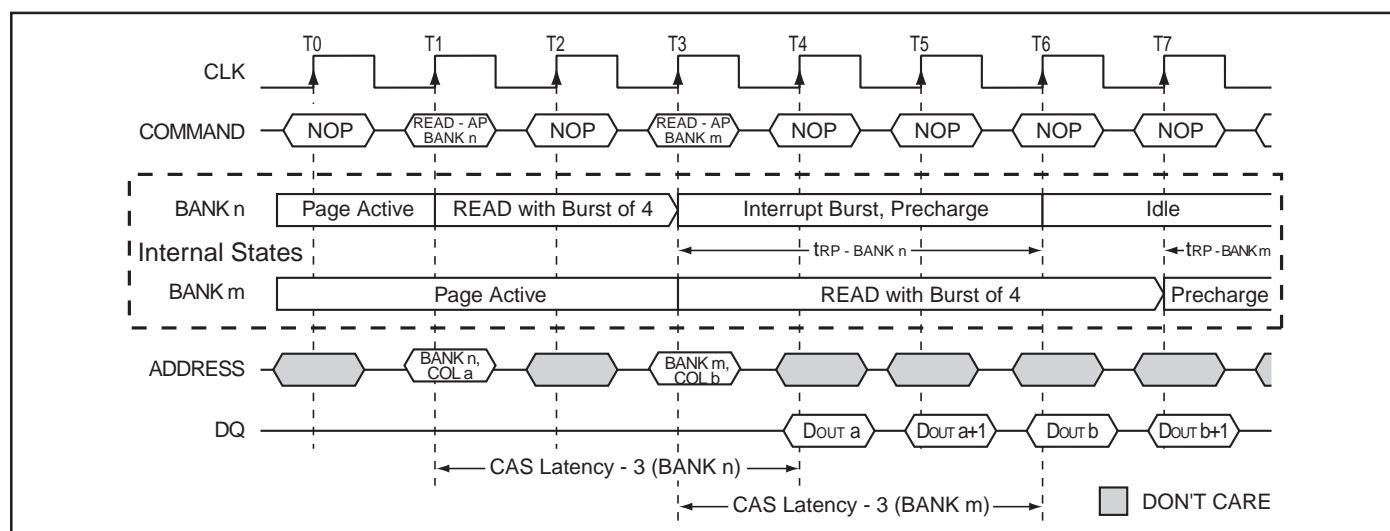 T0 T1 T2 T3 T4 T5 T6 T7
CLK
COMMAND NOP READ - AP BANK n NOP READ - AP BANK m NOP NOP NOP NOP
BANK n Page Active READ with Burst of 4 Interrupt Burst, Precharge Idle
Internal States tRP - BANK n tRP - BANK m
BANK m Page Active READ with Burst of 4 Precharge
ADDRESS BANK n, COL a BANK m, COL b
DQ DOUT a DOUT a+1 DOUT b DOUT b+1
CAS Latency - 3 (BANK n)
CAS Latency - 3 (BANK m)
DON'T CARE